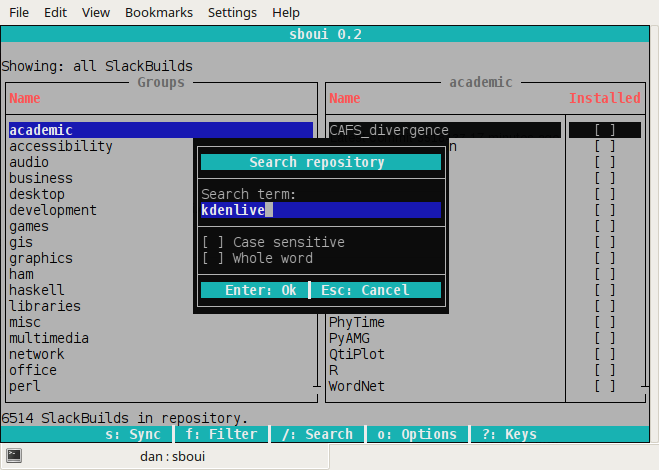 File Edit View Bookmarks Settings Help
sboui 0.2
Showing: all SlackBuilds
Groups
academic
Name
Name Installed
academic
CAFS_divergence [ ]
accessibility
n [ ]
audio
[ ]
business
[ ]
desktop
[ ]
development
[ ]
games
[ ]
gis
[ ]
graphics
[ ]
ham
[ ]
haskell
[ ]
libraries
[ ]
misc
PhyTime [ ]
multimedia
PyAMG [ ]
network
QtiPlot [ ]
office
R [ ]
perl
WordNet [ ]
Search repository
Search term:
kdenlive
[ ] Case sensitive
[ ] Whole word
Enter: Ok Esc: Cancel
6514 SlackBuilds in repository.
s: Sync f: Filter /: Search o: Options ?: Keys
dan : sboui